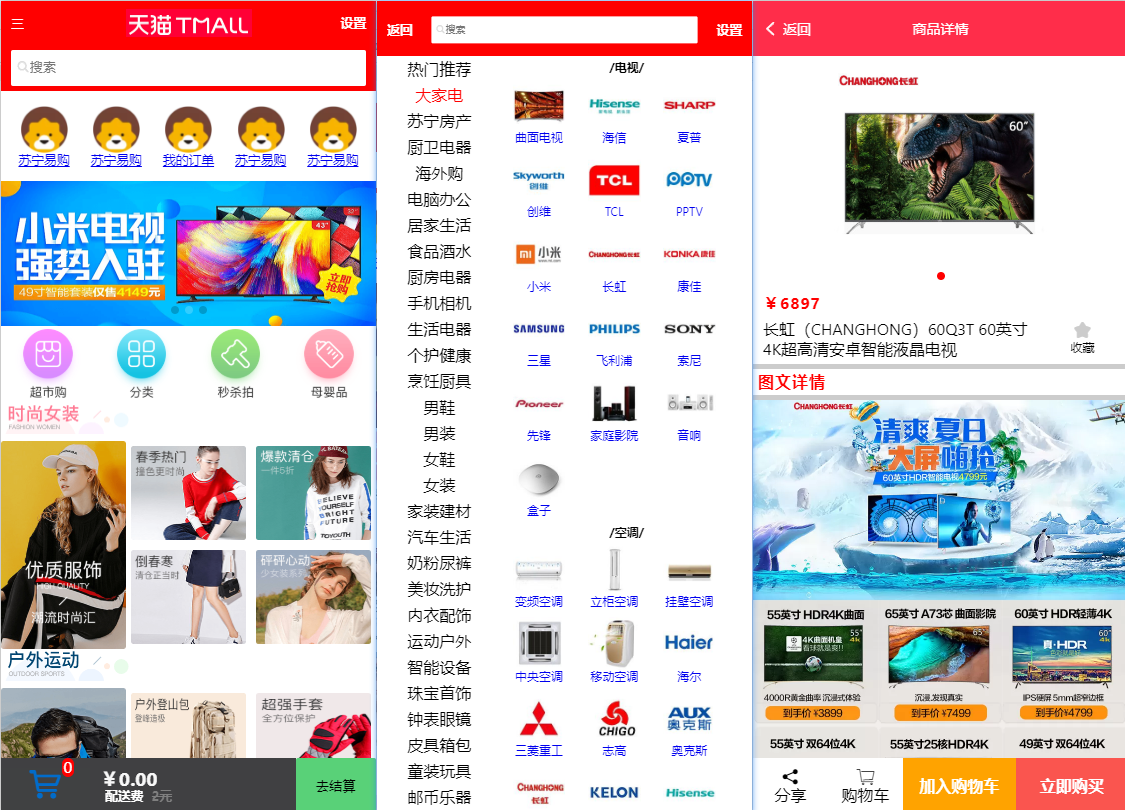 ☰
天猫 TMALL
设置
搜索
苏宁易购
苏宁易购
我的订单
苏宁易购
苏宁易购
小米电视
强势入驻
49寸智能套装仅售4149元
32"
43"
立即
抢购
超市购
分类
秒杀拍
母婴品
时尚女装
FASHION WOMEN
优质服饰
HIGH QUALITY
潮流时尚汇
春季热门
撞色更时尚
爆款清仓
一件5折
BELIEVE
YOURSELF
BRIGHT
FUTURE
TOYOUTH
倒春寒
清仓正当时
砰砰心动
少女装系列
户外运动
OUTDOOR SPORTS
户外登山包
登峰造极
超强手套
全方位保护
0
￥0.00
配送费 2元
去结算
返回
搜索
设置
热门推荐
大家电
苏宁房产
厨卫电器
海外购
电脑办公
居家生活
食品酒水
厨房电器
手机相机
生活电器
个护健康
烹饪厨具
男鞋
男装
女鞋
女装
家装建材
汽车生活
奶粉尿裤
美妆洗护
内衣配饰
运动户外
智能设备
珠宝首饰
钟表眼镜
皮具箱包
童装玩具
邮币乐器
/电视/
Hisense
SHARP
曲面电视
海信
夏普
Skyworth
创维
TCL
PPTV
创维
TCL
PPTV
小米
CHANGHONG长虹
KONKA康佳
小米
长虹
康佳
SAMSUNG
PHILIPS
SONY
三星
飞利浦
索尼
Pioneer
先锋
家庭影院
音响
盒子
/空调/
变频空调
立柜空调
挂壁空调
Haier
中央空调
移动空调
海尔
CHIGO
AUX
奥克斯
三菱重工
志高
奥克斯
CHANGHONG
长虹
KELON
Hisense
返回
商品详情
CHANGHONG长虹
60"
￥6897
长虹（CHANGHONG）60Q3T 60英寸
4K超高清安卓智能液晶电视
收藏
图文详情
CHANGHONG长虹
清爽夏日
大屏嗨抢
60英寸HDR智能电视4799元
55英寸 HDR4K曲面
65英寸 A73芯 曲面影院
60英寸 HDR轻薄4K
4K曲面机皇
看球就是爽!!
55"
4k
65"
真·HDR
60"
4k
4000R黄金曲率 沉浸式体验
沉浸.发现真实
IPS硬屏 5mm超窄边框
到手价 ¥3899
到手价 ¥7499
到手价 ¥4799
55英寸 双64位4K
55英寸25核HDR4K
49英寸 双64位4K
分享
购物车
加入购物车
立即购买